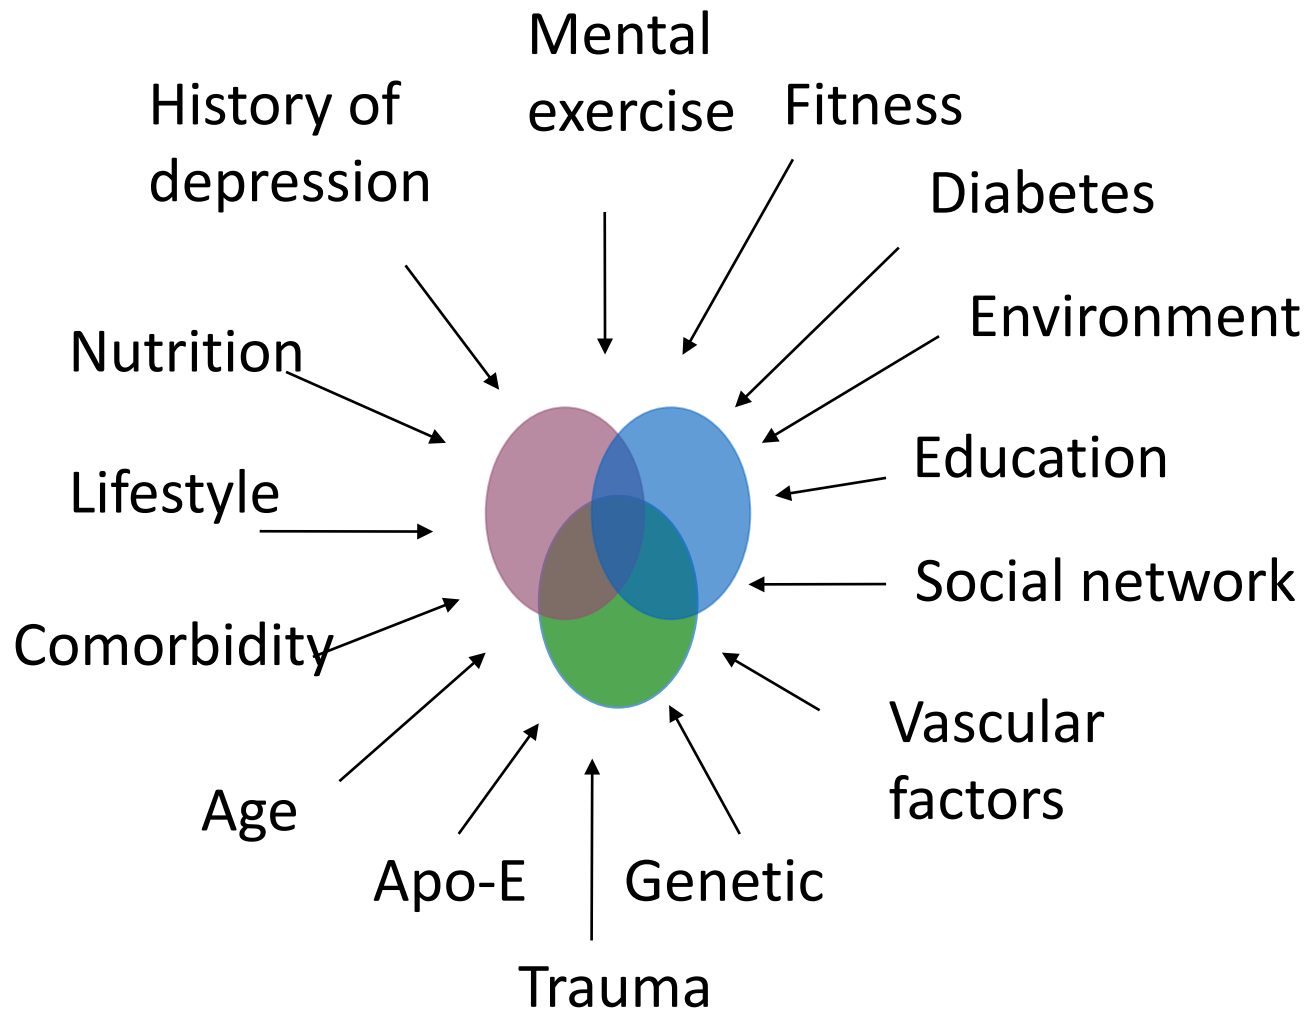 Mental
exercise
History of
depression
Fitness
Diabetes
Environment
Nutrition
Education
Lifestyle
Social network
Comorbidity
Vascular
factors
Age
Apo-E
Genetic
Trauma